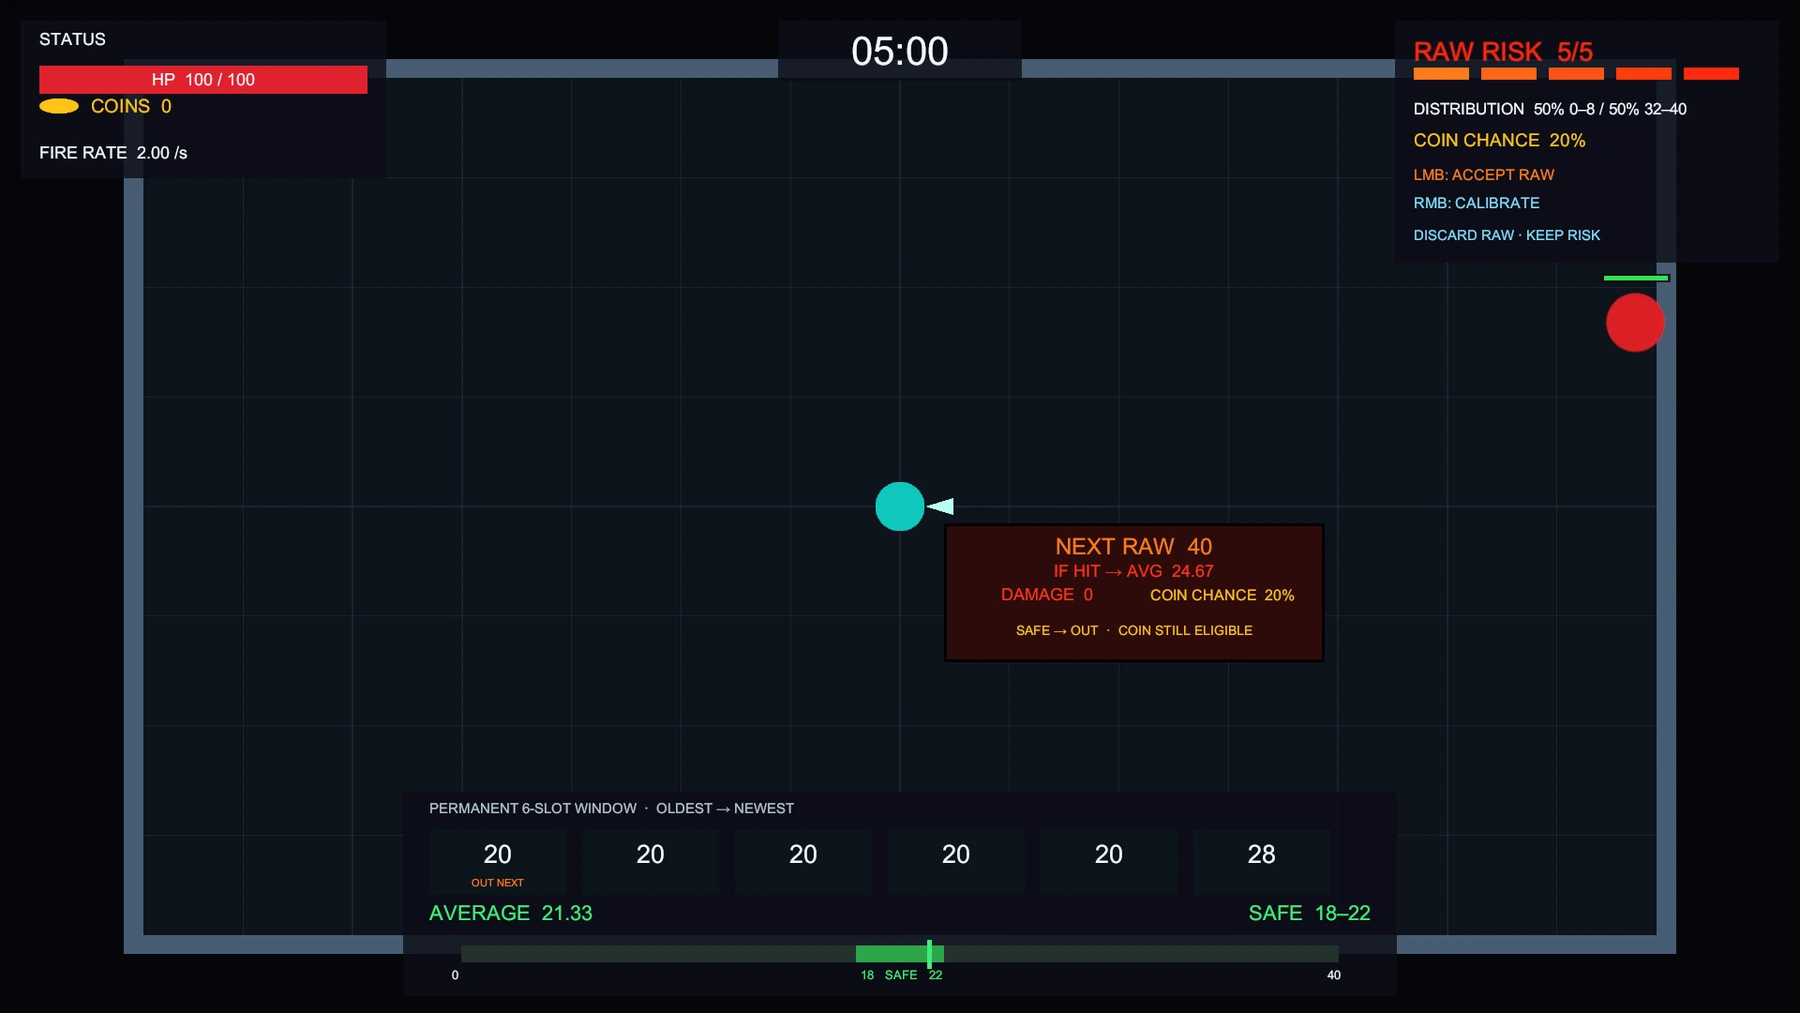 STATUS
HP 100 / 100
COINS 0
FIRE RATE 2.00 /s
05:00
RAW RISK 5/5
DISTRIBUTION 50% 0–8 / 50% 32–40
COIN CHANCE 20%
LMB: ACCEPT RAW
RMB: CALIBRATE
DISCARD RAW · KEEP RISK
NEXT RAW 40
IF HIT → AVG 24.67
DAMAGE 0 COIN CHANCE 20%
SAFE → OUT · COIN STILL ELIGIBLE
PERMANENT 6-SLOT WINDOW · OLDEST → NEWEST
20 20 20 20 20 28
OUT NEXT
AVERAGE 21.33 SAFE 18–22
0 18 SAFE 22 40